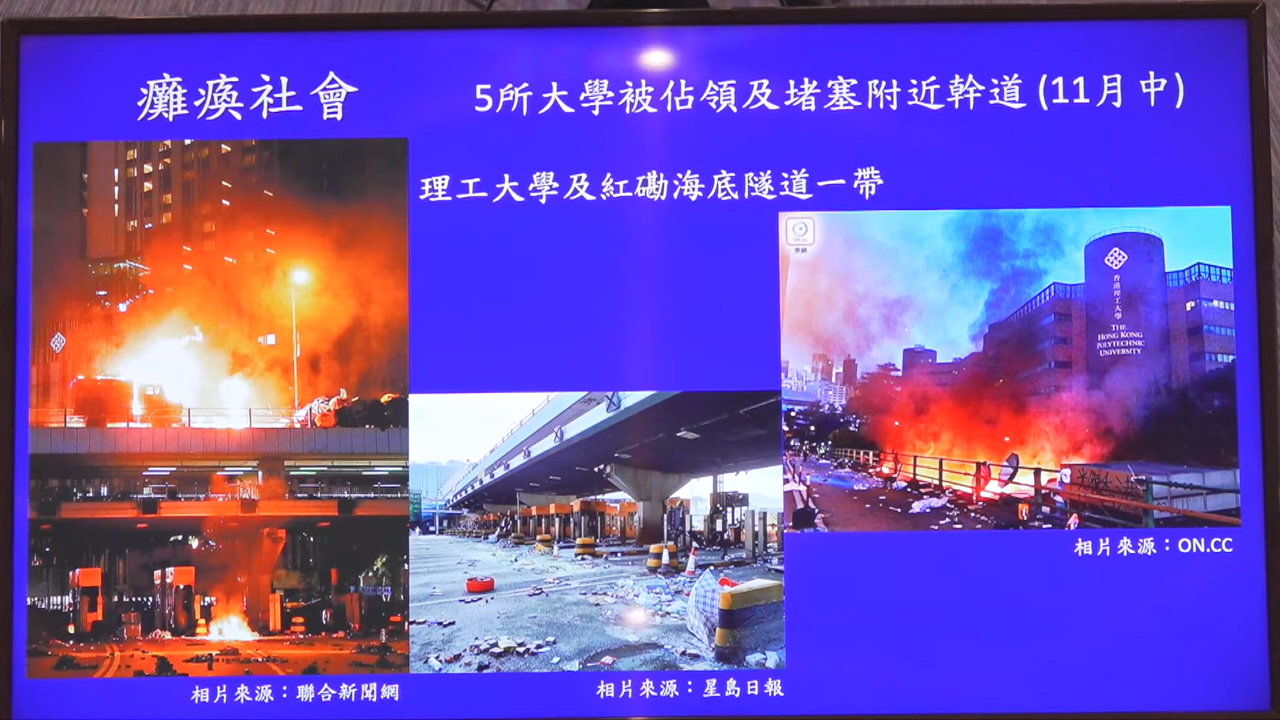 癱瘓社會
5所大學被佔領及堵塞附近幹道 (11月中)
理工大學及紅磡海底隧道一帶
東網
香港理工大學
THE
HONG KONG
POLYTECHNIC
UNIVERSITY
相片來源：ON.CC
相片來源：聯合新聞網
相片來源：星島日報